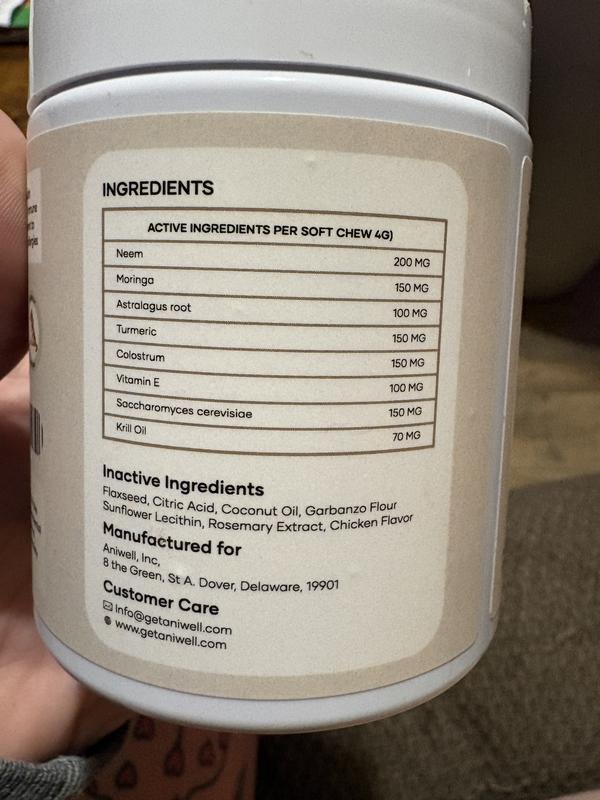 INGREDIENTS
ACTIVE INGREDIENTS PER SOFT CHEW 4G)
Neem 200 MG
Moringa 150 MG
Astralagus root 100 MG
Turmeric 150 MG
Colostrum 150 MG
Vitamin E 100 MG
Saccharomyces cerevisiae 150 MG
Krill Oil 70 MG
Inactive Ingredients
Flaxseed, Citric Acid, Coconut Oil, Garbanzo Flour
Sunflower Lecithin, Rosemary Extract, Chicken Flavor
Manufactured for
Aniwell, Inc,
8 the Green, St A. Dover, Delaware, 19901
Customer Care
Info@getaniwell.com
www.getaniwell.com